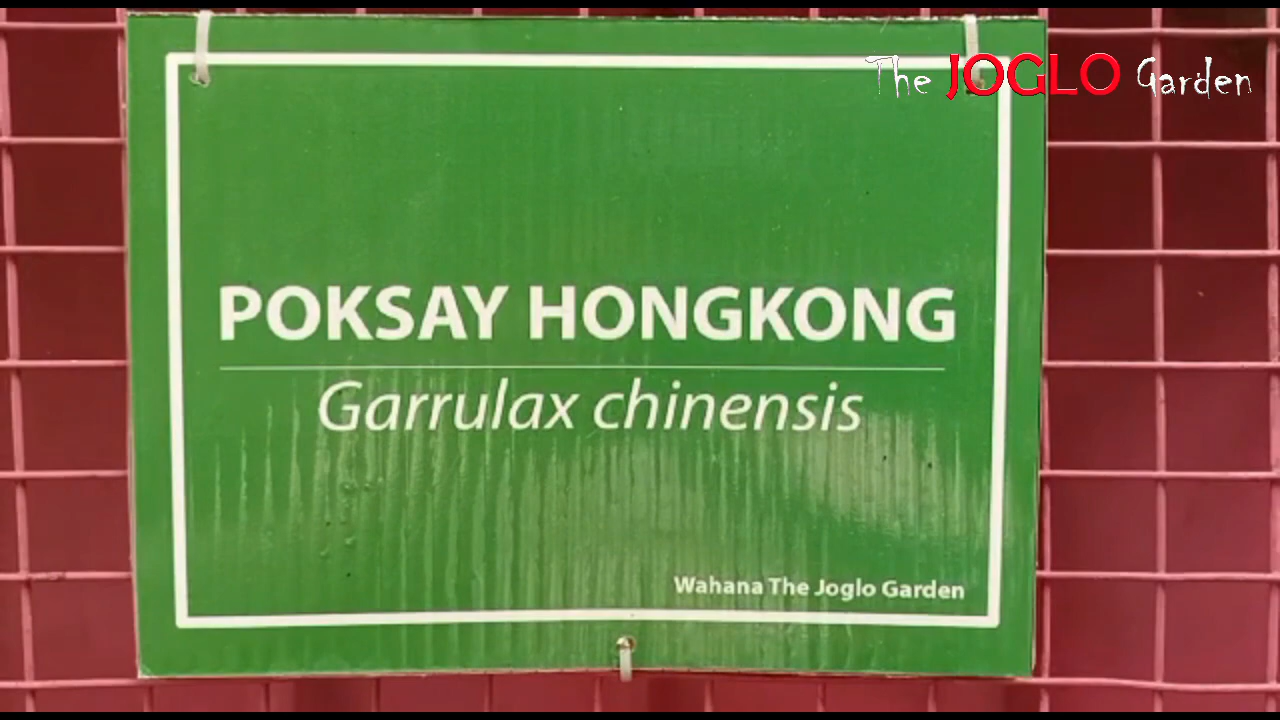 The JOGLO Garden
POKSAY HONGKONG
Garrulax chinensis
Wahana The Joglo Garden